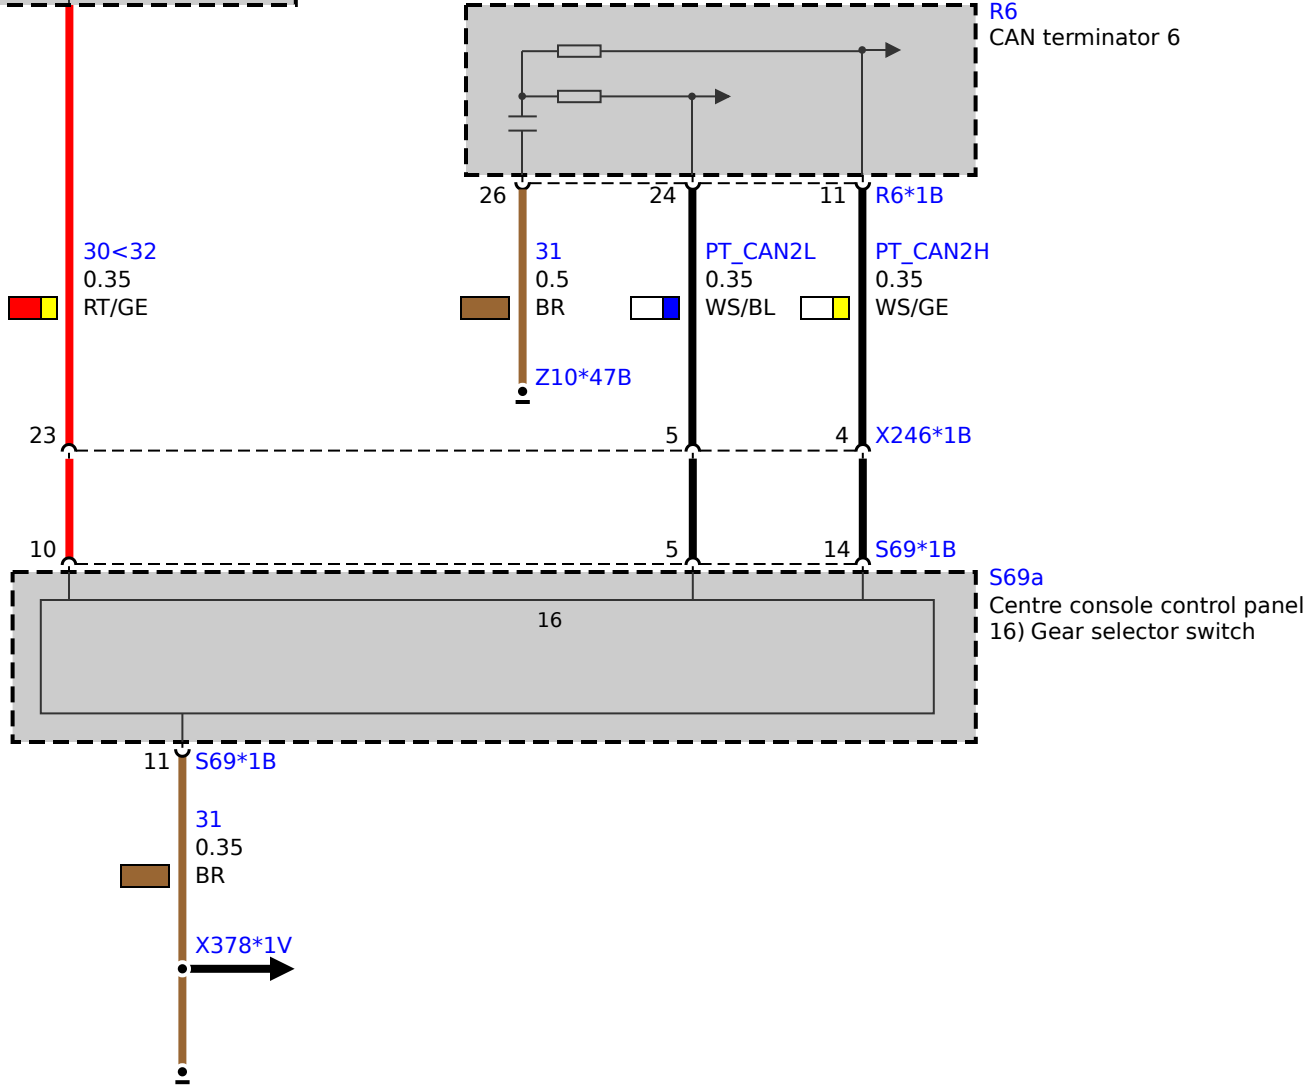 R6
CAN terminator 6
26
24
11
R6*1B
30<32
0.35
RT/GE
31
0.5
BR
PT_CAN2L
0.35
WS/BL
PT_CAN2H
0.35
WS/GE
Z10*47B
23
5
4
X246*1B
10
5
14
S69*1B
S69a
Centre console control panel
16) Gear selector switch
16
11
S69*1B
31
0.35
BR
X378*1V